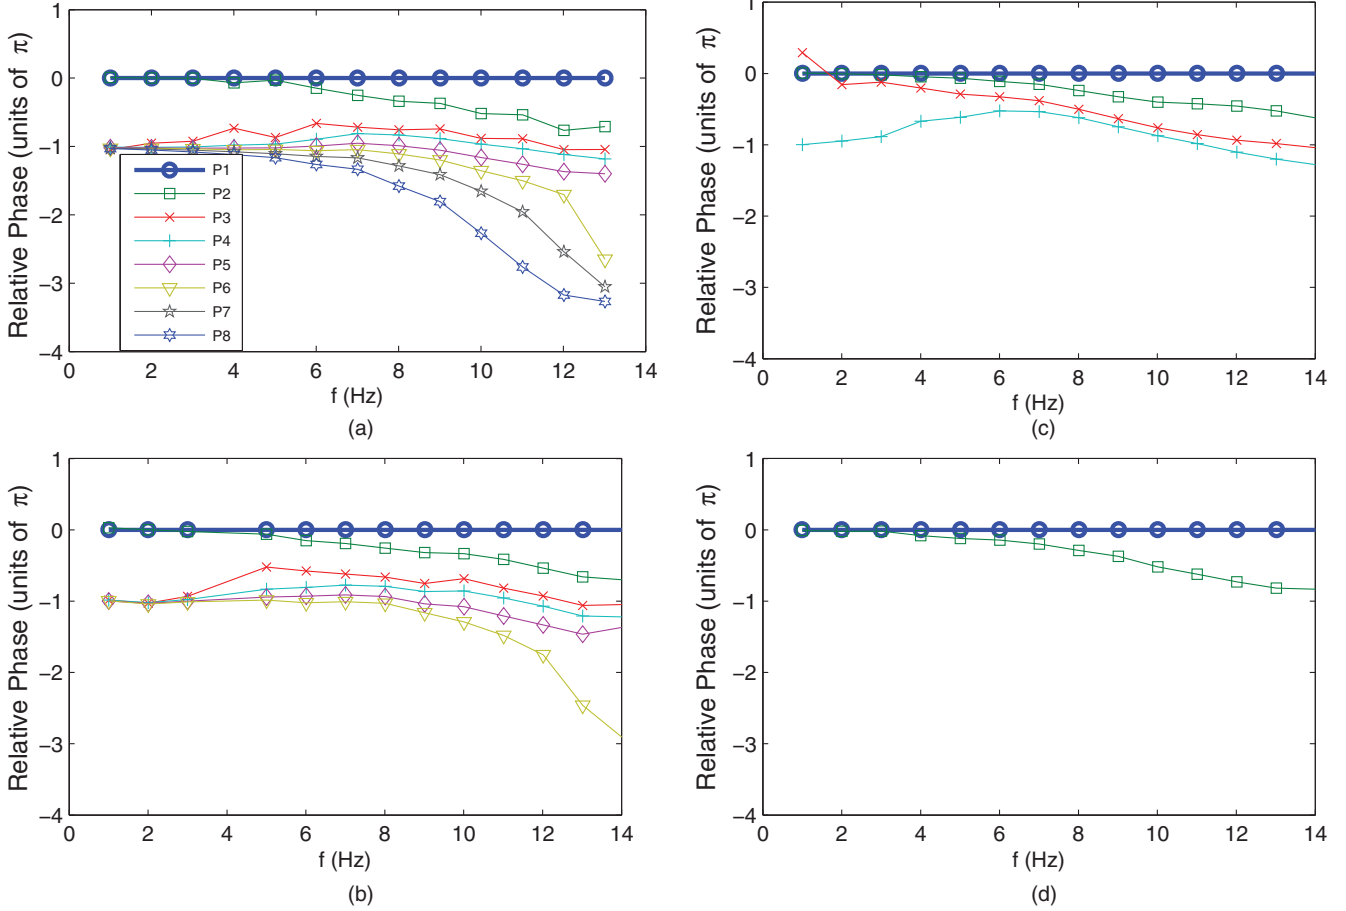 1
0
−1
−2
−3
−4
Relative Phase (units of π)
P1
P2
P3
P4
P5
P6
P7
P8
0 2 4 6 8 10 12 14
f (Hz)
(a)
1
0
−1
−2
−3
−4
Relative Phase (units of π)
0 2 4 6 8 10 12 14
f (Hz)
(c)
1
0
−1
−2
−3
−4
Relative Phase (units of π)
0 2 4 6 8 10 12 14
f (Hz)
(b)
1
0
−1
−2
−3
−4
Relative Phase (units of π)
0 2 4 6 8 10 12 14
f (Hz)
(d)